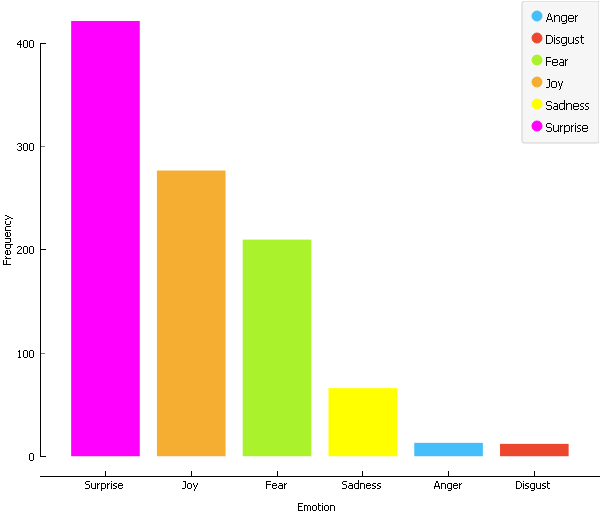 Anger
Disgust
Fear
Joy
Sadness
Surprise
400
300
200
100
0
Frequency
Surprise Joy Fear Sadness Anger Disgust
Emotion